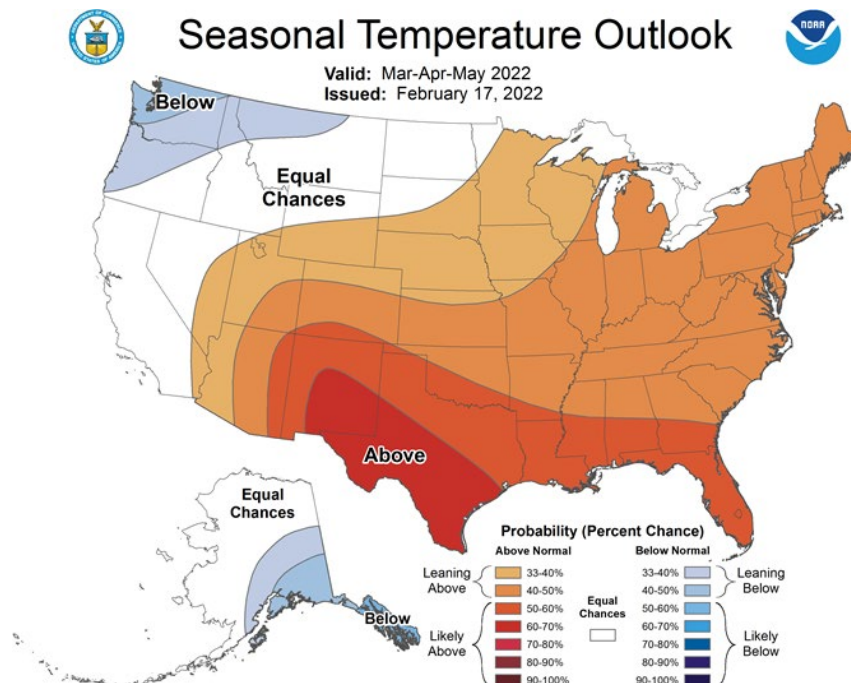 Seasonal Temperature Outlook
NOAA
Valid: Mar-Apr-May 2022
Issued: February 17, 2022
Below
Equal
Chances
Above
Equal
Chances
Below
Probability (Percent Chance)
Above Normal
Below Normal
Leaning
Above
33-40%
40-50%
Likely
Above
50-60%
60-70%
70-80%
80-90%
90-100%
Equal
Chances
33-40%
40-50%
Leaning
Below
50-60%
60-70%
70-80%
80-90%
90-100%
Likely
Below